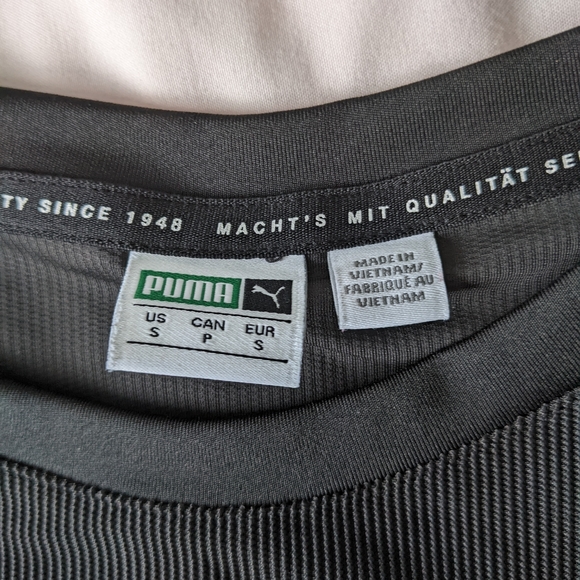 TY SINCE 1948 MACHT'S MIT QUALITÄT SE
PUMA
US CAN EUR
S P S
MADE IN
VIETNAM/
FABRIQUÉ AU
VIETNAM